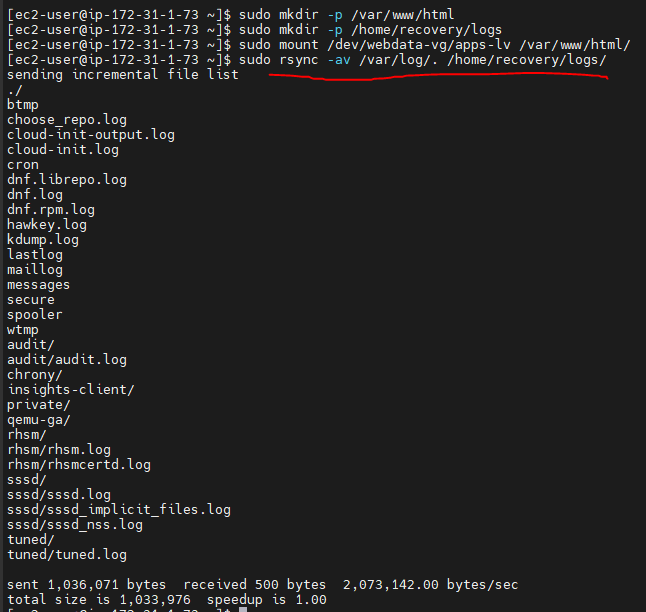 [ec2-user@ip-172-31-1-73 ~]$ sudo mkdir -p /var/www/html
[ec2-user@ip-172-31-1-73 ~]$ sudo mkdir -p /home/recovery/logs
[ec2-user@ip-172-31-1-73 ~]$ sudo mount /dev/webdata-vg/apps-lv /var/www/html/
[ec2-user@ip-172-31-1-73 ~]$ sudo rsync -av /var/log/. /home/recovery/logs/
sending incremental file list
./
btmp
choose_repo.log
cloud-init-output.log
cloud-init.log
cron
dnf.librepo.log
dnf.log
dnf.rpm.log
hawkey.log
kdump.log
lastlog
maillog
messages
secure
spooler
wtmp
audit/
audit/audit.log
chrony/
insights-client/
private/
qemu-ga/
rhsm/
rhsm/rhsm.log
rhsm/rhsmcertd.log
sssd/
sssd/sssd.log
sssd/sssd_implicit_files.log
sssd/sssd_nss.log
tuned/
tuned/tuned.log

sent 1,036,071 bytes  received 500 bytes  2,073,142.00 bytes/sec
total size is 1,033,976  speedup is 1.00
[ec2-user@ip-172-31-1-73 ~]$